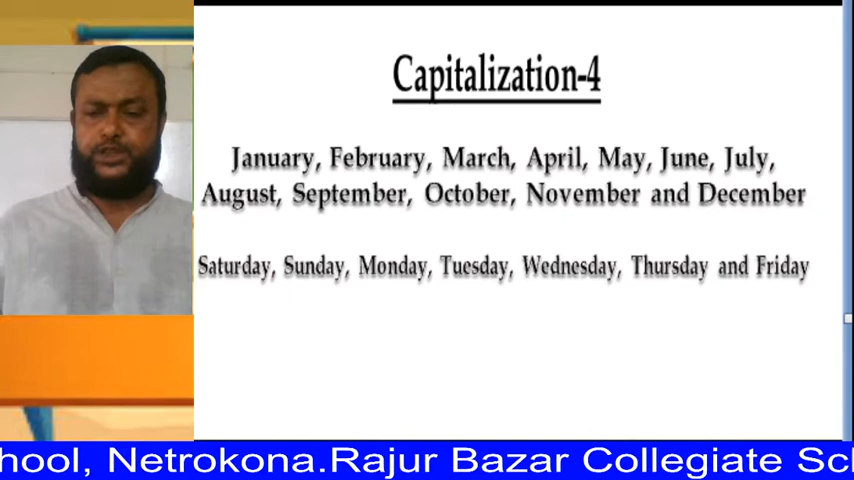 Capitalization-4
January, February, March, April, May, June, July,
August, September, October, November and December
Saturday, Sunday, Monday, Tuesday, Wednesday, Thursday and Friday
hool, Netrokona.Rajur Bazar Collegiate Sch